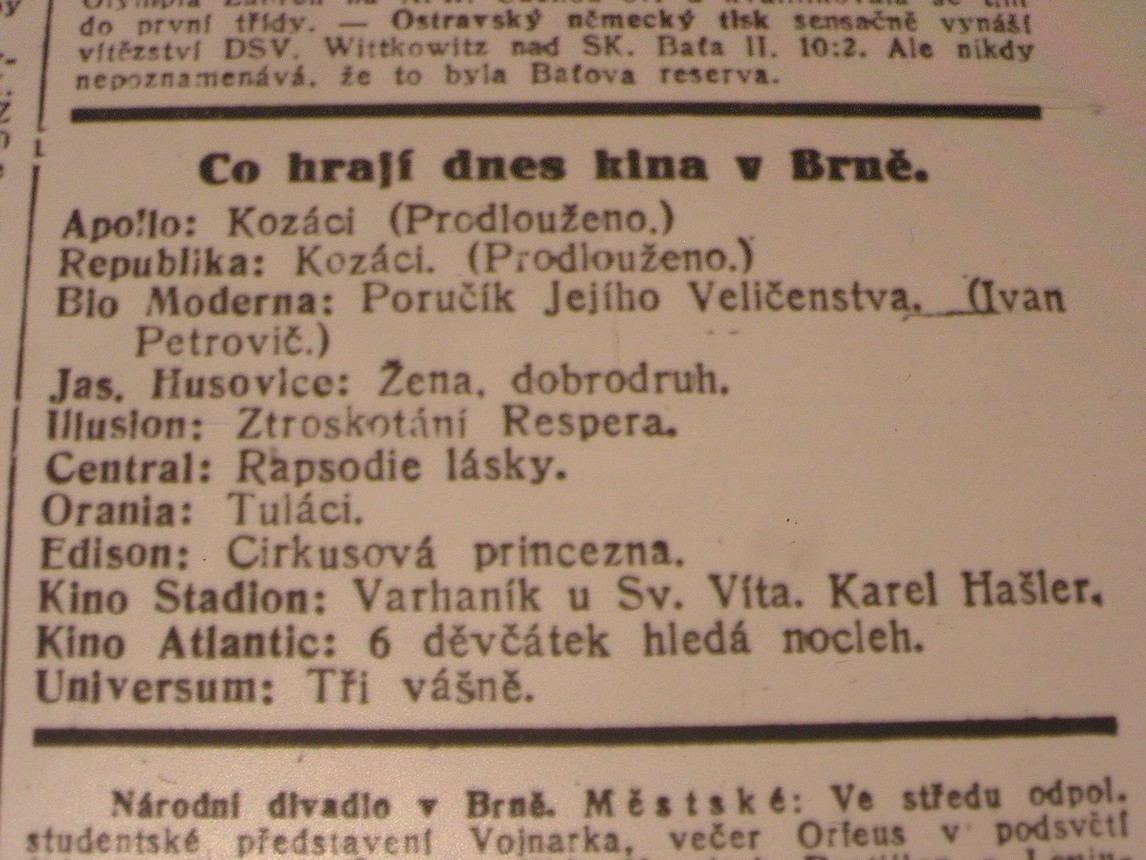 do první třídy. — Ostravský německý tisk sensačně vynáší
vítězství DSV. Wittkowitz nad SK. Baťa II. 10:2. Ale nikdy
nepoznamenává, že to byla Baťova reserva.
Co hrají dnes kina v Brně.
Apollo: Kozáci (Prodlouženo.)
Republika: Kozáci. (Prodlouženo.)
Bio Moderna: Poručík Jejího Veličenstva. (Ivan
Petrovič.)
Jas. Husovice: Žena, dobrodruh.
Illusion: Ztroskotání Respera.
Central: Rapsodie lásky.
Orania: Tuláci.
Edison: Cirkusová princezna.
Kino Stadion: Varhaník u Sv. Víta. Karel Hašler.
Kino Atlantic: 6 děvčátek hledá nocleh.
Universum: Tři vášně.
Národní divadlo v Brně. Městské: Ve středu odpol.
studentské představení Vojnarka, večer Orfeus v podsvětí